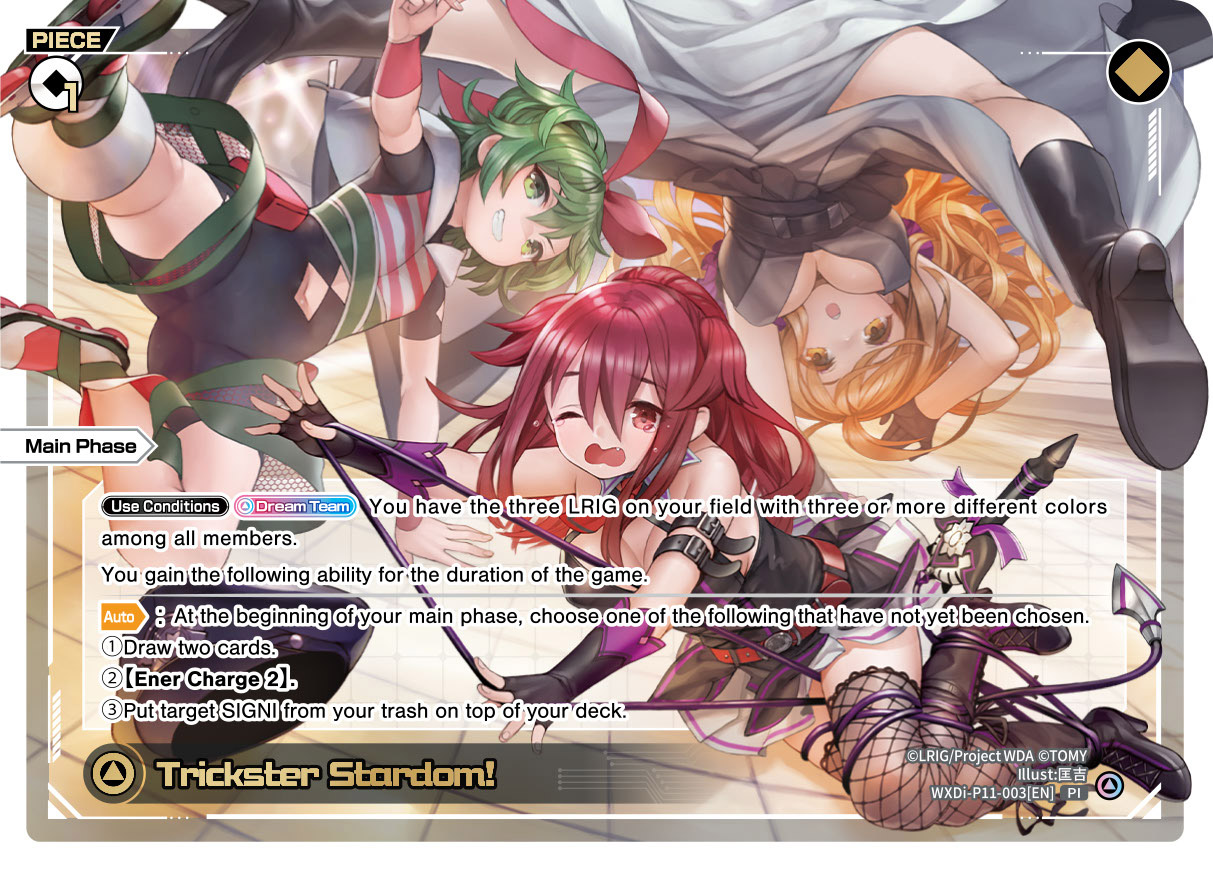 PIECE
1
Main Phase
Use Conditions Dream Team You have the three LRIG on your field with three or more different colors
among all members.
You gain the following ability for the duration of the game.
Auto : At the beginning of your main phase, choose one of the following that have not yet been chosen.
①Draw two cards.
②【Ener Charge 2】.
③Put target SIGNI from your trash on top of your deck.
Trickster Stardom!
©LRIG/Project WDA ©TOMY
Illust:匡吉
WXDi-P11-003[EN] PI